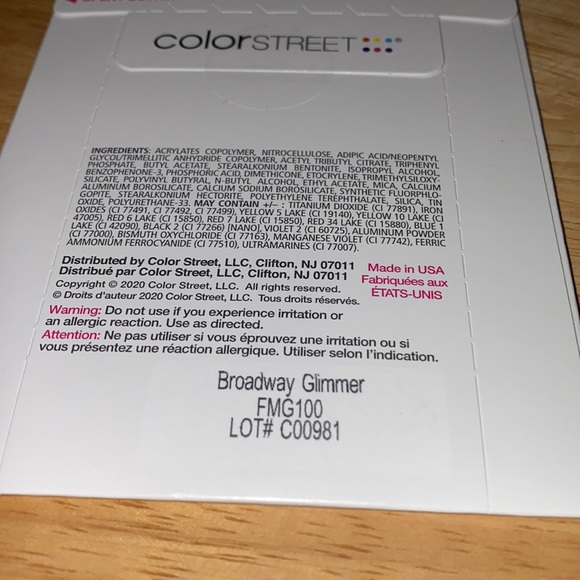 colorSTREET
INGREDIENTS: ACRYLATES COPOLYMER, NITROCELLULOSE, ADIPIC ACID/NEOPENTYL
GLYCOL/TRIMELLITIC ANHYDRIDE COPOLYMER, ACETYL TRIBUTYL CITRATE, TRIPHENYL
PHOSPHATE, BUTYL ACETATE, STEARALKONIUM BENTONITE, ISOPROPYL ALCOHOL,
BENZOPHENONE-3, PHOSPHORIC ACID, DIMETHICONE, ETOCRYLENE, TRIMETHYLSILOXY-
SILICATE, POLYVINYL BUTYRAL, N-BUTYL ALCOHOL, ETHYL ACETATE, MICA, CALCIUM
ALUMINUM BOROSILICATE, CALCIUM SODIUM BOROSILICATE, SYNTHETIC FLUORPHLO-
GOPITE, STEARALKONIUM HECTORITE, POLYETHYLENE TEREPHTHALATE, SILICA, TIN
OXIDE, POLYURETHANE-33. MAY CONTAIN +/– : TITANIUM DIOXIDE (CI 77891), IRON
OXIDES (CI 77491, CI 77492, CI 77499), YELLOW 5 LAKE (CI 19140), YELLOW 10 LAKE (CI
47005), RED 6 LAKE (CI 15850), RED 7 LAKE (CI 15850), RED 34 LAKE (CI 15880), BLUE 1
LAKE (CI 42090), BLACK 2 (CI 77266) [NANO], VIOLET 2 (CI 60725), ALUMINUM POWDER
(CI 77000), BISMUTH OXYCHLORIDE (CI 77163), MANGANESE VIOLET (CI 77742), FERRIC
AMMONIUM FERROCYANIDE (CI 77510), ULTRAMARINES (CI 77007).
Distributed by Color Street, LLC, Clifton, NJ 07011
Distribué par Color Street, LLC, Clifton, NJ 07011
Made in USA
Fabriquées aux
ÉTATS-UNIS
Copyright © 2020 Color Street, LLC. All rights reserved.
© Droits d'auteur 2020 Color Street, LLC. Tous droits réservés.
Warning: Do not use if you experience irritation or
an allergic reaction. Use as directed.
Attention: Ne pas utiliser si vous éprouvez une irritation ou si
vous présentez une réaction allergique. Utiliser selon l'indication.
Broadway Glimmer
FMG100
LOT# C00981